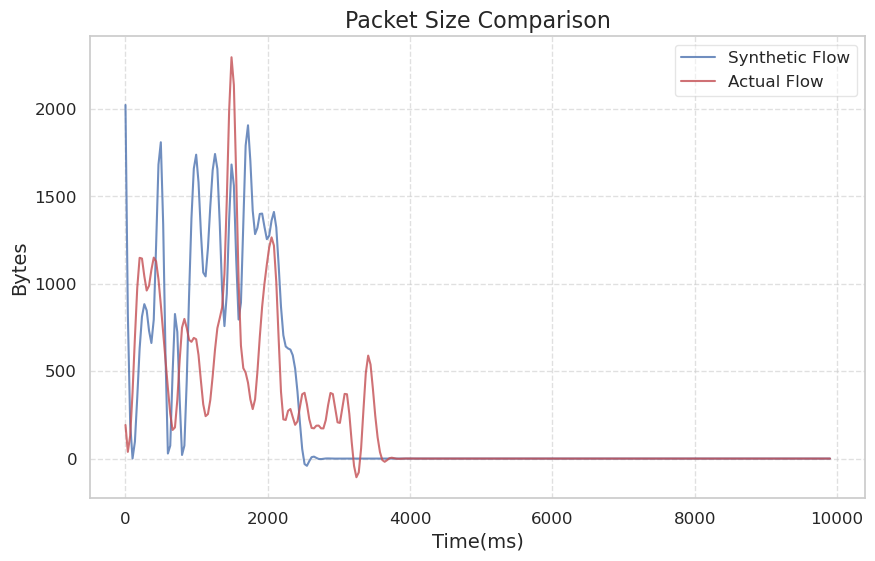 Packet Size Comparison
Synthetic Flow
Actual Flow
Bytes
2000
1500
1000
500
0
0 2000 4000 6000 8000 10000
Time(ms)